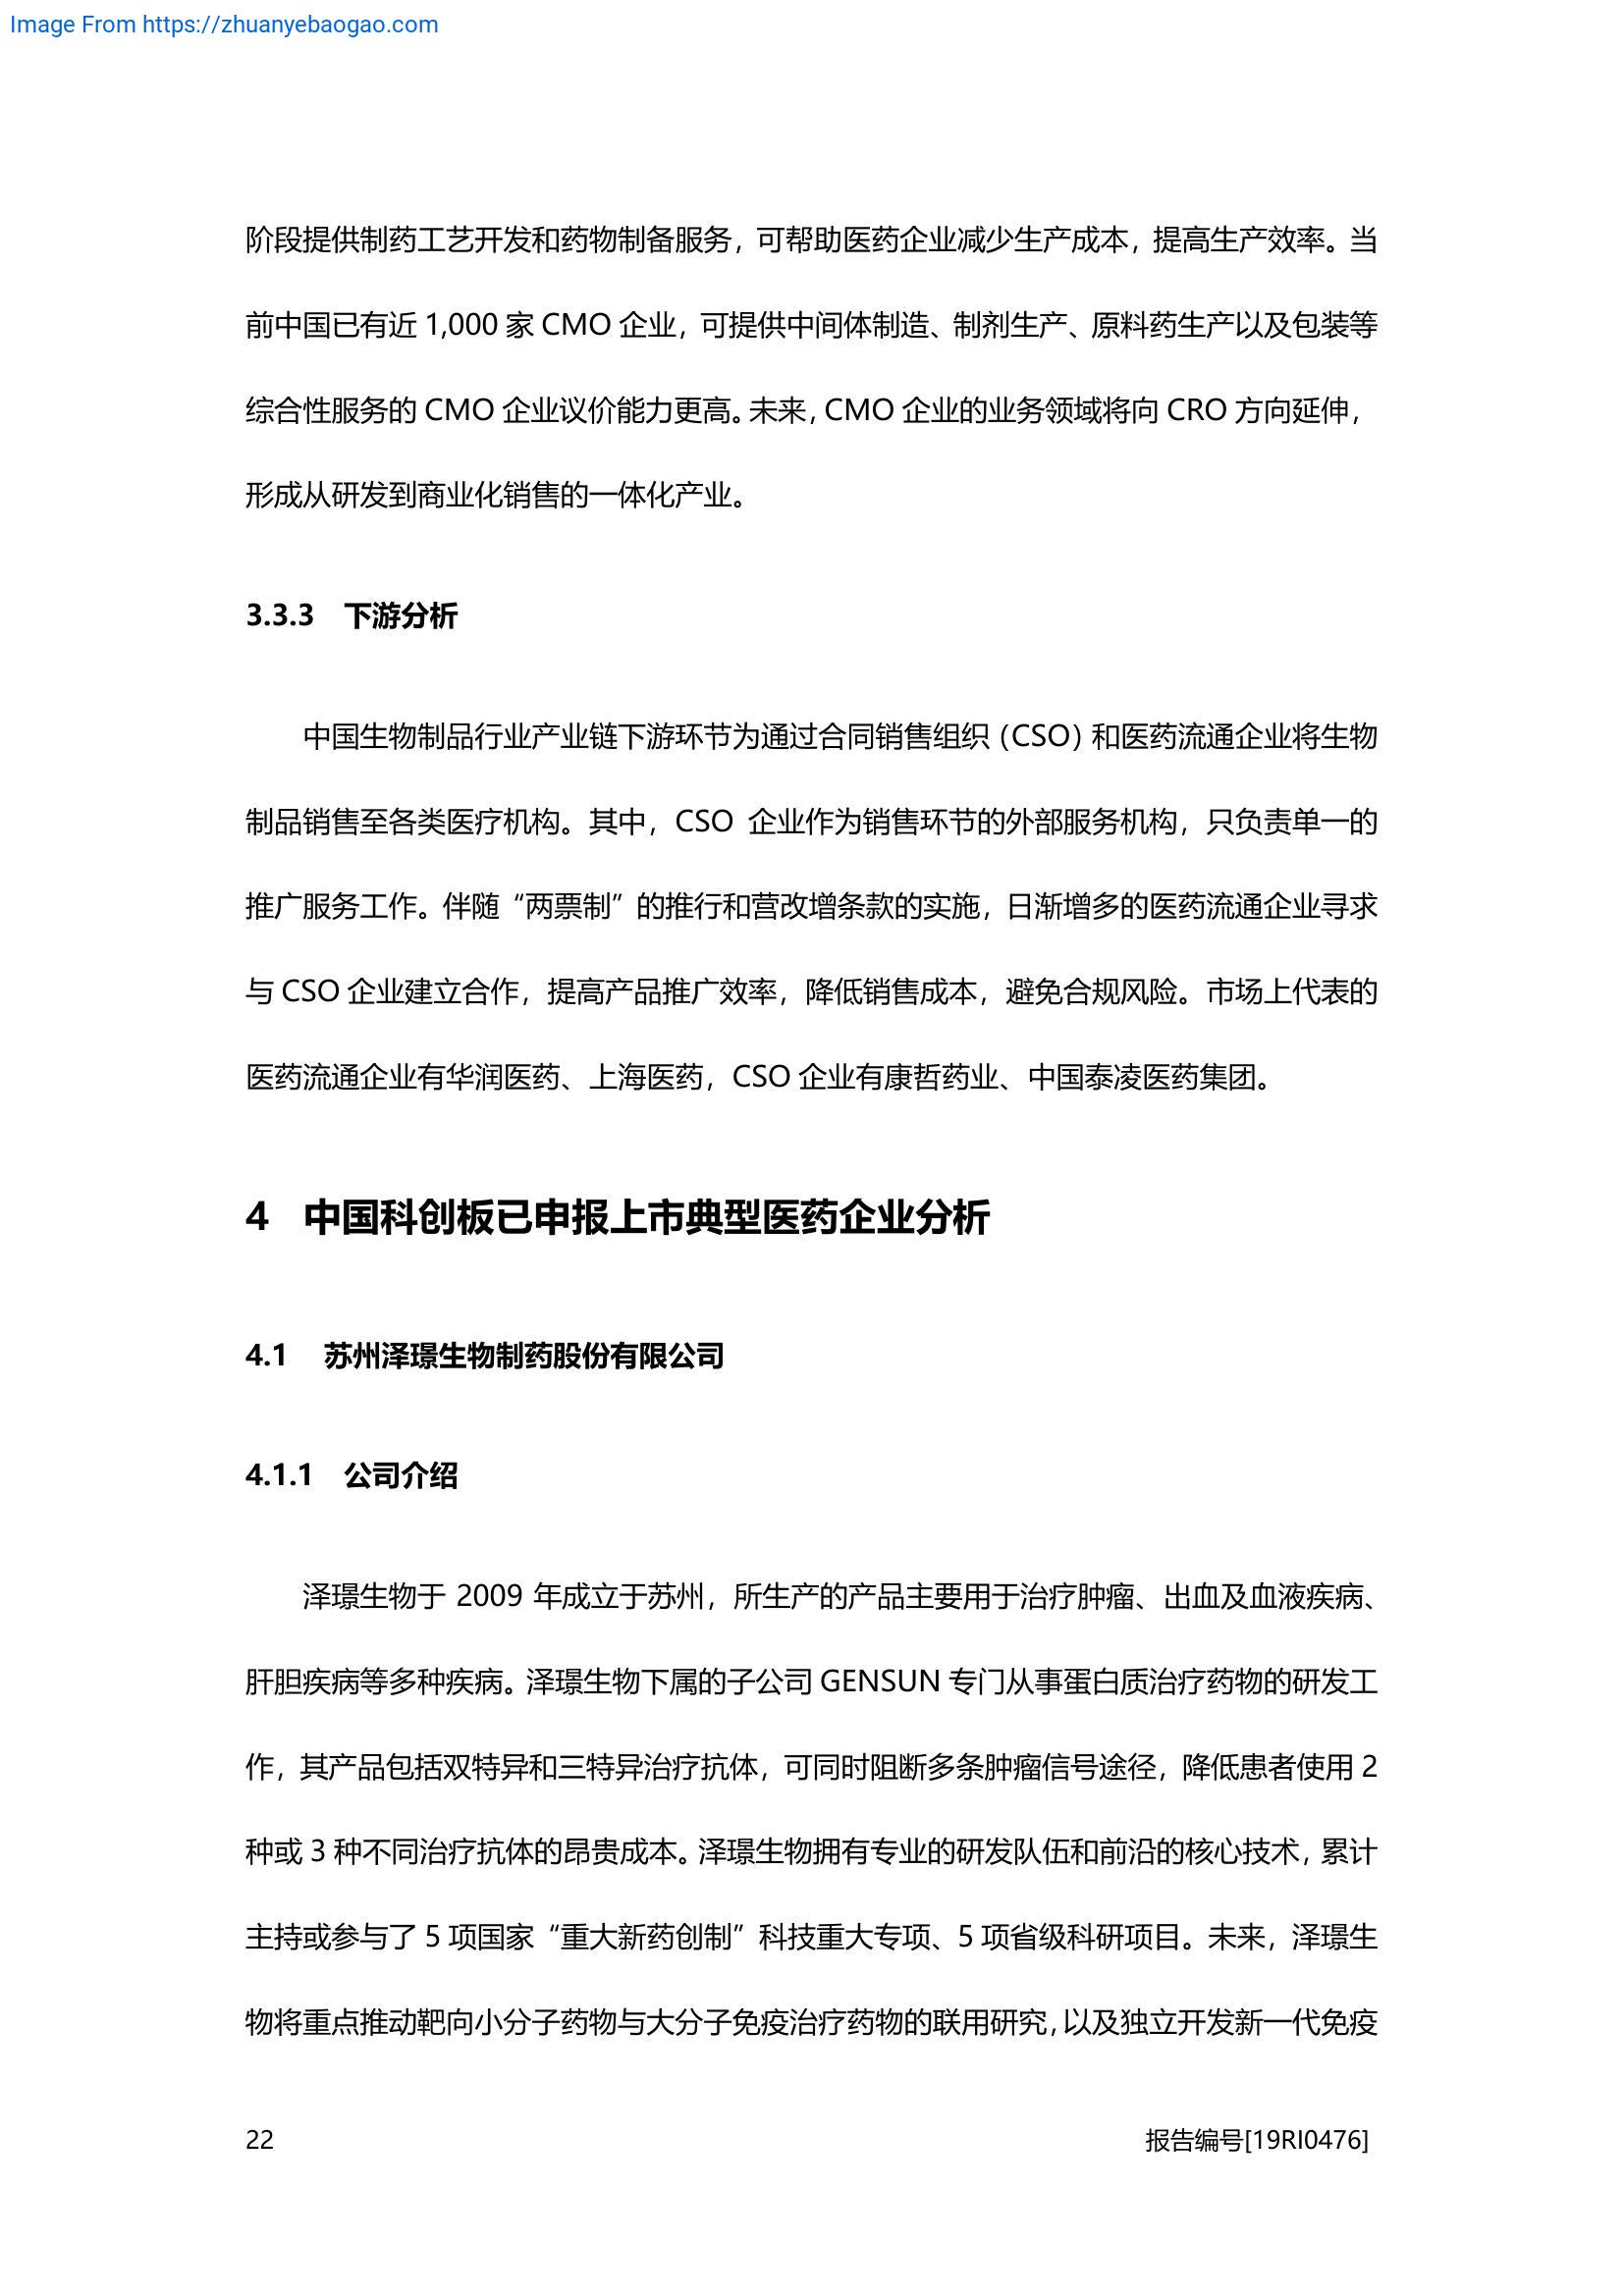 Image From https://zhuanyebaogao.com
阶段提供制药工艺开发和药物制备服务，可帮助医药企业减少生产成本，提高生产效率。当
前中国已有近 1,000 家 CMO 企业，可提供中间体制造、制剂生产、原料药生产以及包装等
综合性服务的 CMO 企业议价能力更高。未来，CMO 企业的业务领域将向 CRO 方向延伸，
形成从研发到商业化销售的一体化产业。
3.3.3 下游分析
中国生物制品行业产业链下游环节为通过合同销售组织（CSO）和医药流通企业将生物
制品销售至各类医疗机构。其中，CSO 企业作为销售环节的外部服务机构，只负责单一的
推广服务工作。伴随“两票制”的推行和营改增条款的实施，日渐增多的医药流通企业寻求
与 CSO 企业建立合作，提高产品推广效率，降低销售成本，避免合规风险。市场上代表的
医药流通企业有华润医药、上海医药，CSO 企业有康哲药业、中国泰凌医药集团。
4 中国科创板已申报上市典型医药企业分析
4.1 苏州泽璟生物制药股份有限公司
4.1.1 公司介绍
泽璟生物于 2009 年成立于苏州，所生产的产品主要用于治疗肿瘤、出血及血液疾病、
肝胆疾病等多种疾病。泽璟生物下属的子公司 GENSUN 专门从事蛋白质治疗药物的研发工
作，其产品包括双特异和三特异治疗抗体，可同时阻断多条肿瘤信号途径，降低患者使用 2
种或 3 种不同治疗抗体的昂贵成本。泽璟生物拥有专业的研发队伍和前沿的核心技术，累计
主持或参与了 5 项国家“重大新药创制”科技重大专项、5 项省级科研项目。未来，泽璟生
物将重点推动靶向小分子药物与大分子免疫治疗药物的联用研究，以及独立开发新一代免疫
22 报告编号[19RI0476]